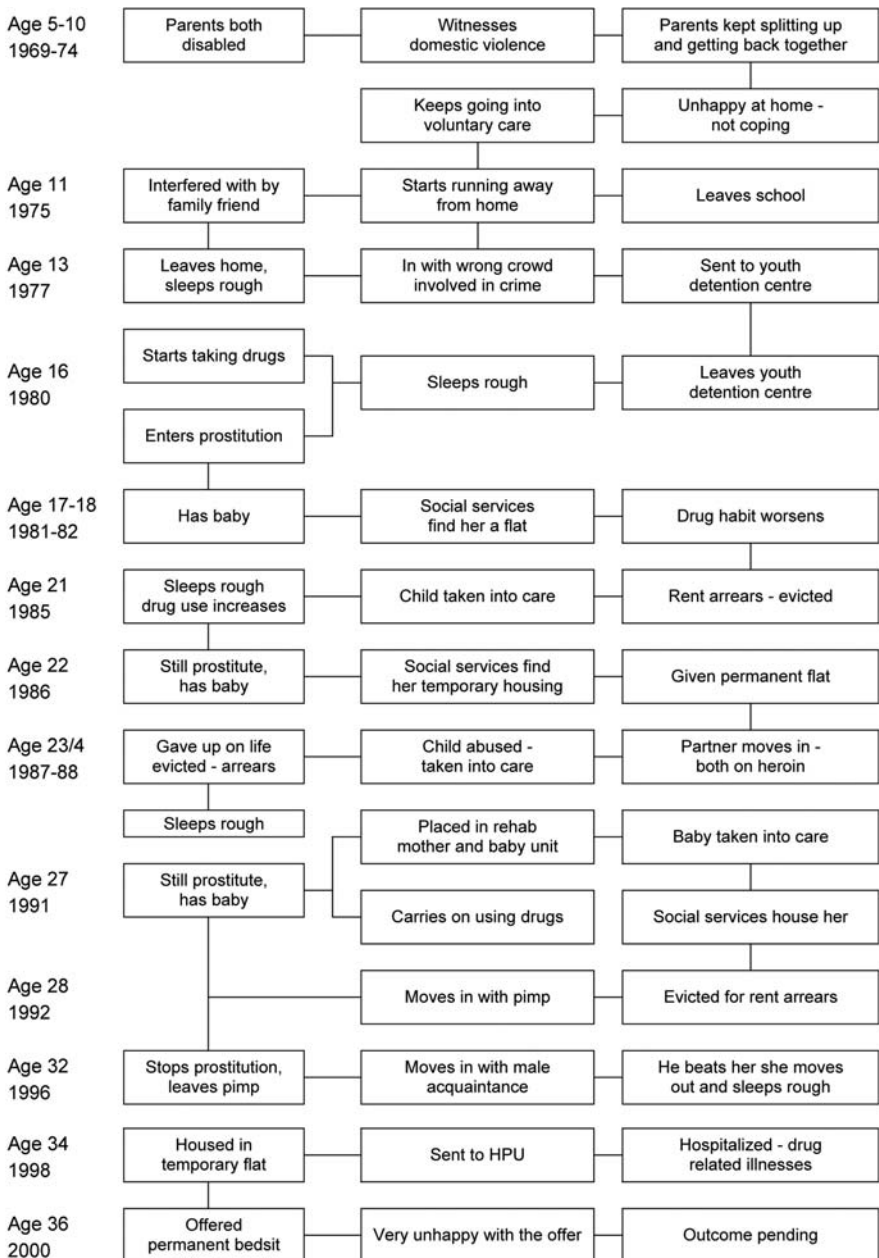 Age 5-10
1969-74
Parents both
disabled
Witnesses
domestic violence
Parents kept splitting up
and getting back together
Keeps going into
voluntary care
Unhappy at home -
not coping
Age 11
1975
Interfered with by
family friend
Starts running away
from home
Leaves school
Age 13
1977
Leaves home,
sleeps rough
In with wrong crowd
involved in crime
Sent to youth
detention centre
Age 16
1980
Starts taking drugs
Enters prostitution
Sleeps rough
Leaves youth
detention centre
Age 17-18
1981-82
Has baby
Social services
find her a flat
Drug habit worsens
Age 21
1985
Sleeps rough
drug use increases
Child taken into care
Rent arrears - evicted
Age 22
1986
Still prostitute,
has baby
Social services find
her temporary housing
Given permanent flat
Age 23/4
1987-88
Gave up on life
evicted - arrears
Child abused -
taken into care
Partner moves in -
both on heroin
Sleeps rough
Placed in rehab
mother and baby unit
Baby taken into care
Age 27
1991
Still prostitute,
has baby
Carries on using drugs
Social services house her
Age 28
1992
Moves in with pimp
Evicted for rent arrears
Age 32
1996
Stops prostitution,
leaves pimp
Moves in with male
acquaintance
He beats her she moves
out and sleeps rough
Age 34
1998
Housed in
temporary flat
Sent to HPU
Hospitalized - drug
related illnesses
Age 36
2000
Offered
permanent bedsit
Very unhappy with the offer
Outcome pending